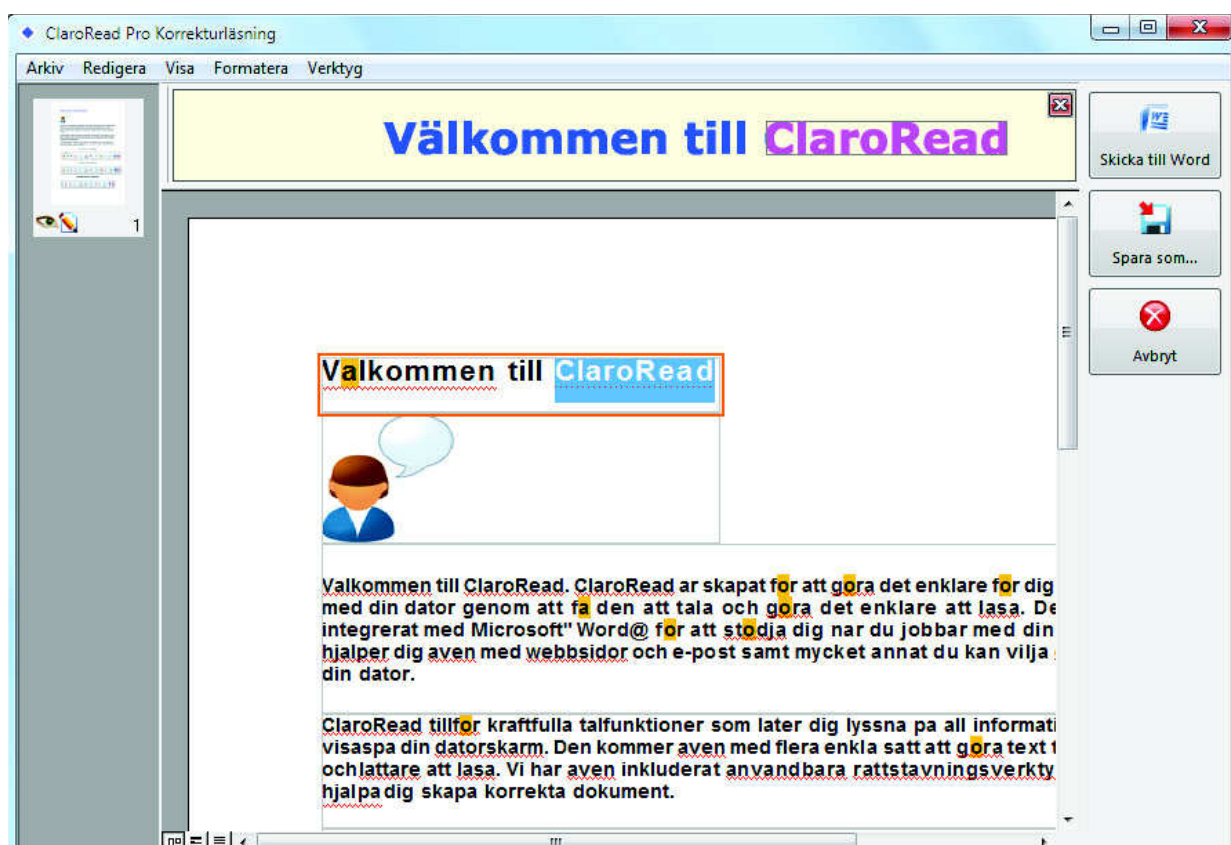 ClaroRead Pro Korrekturläsning
Arkiv Redigera Visa Formatera Verktyg
Välkommen till ClaroRead
Skicka till Word
Spara som...
Avbryt
1
Valkommen till ClaroRead
Valkommen till ClaroRead. ClaroRead ar skapat for att gora det enklare for dig
med din dator genom att fa den att tala och gora det enklare att lasa. De
integrerat med Microsoft" Word@ for att stodja dig nar du jobbar med din
hjalper dig aven med webbsidor och e-post samt mycket annat du kan vilja
din dator.
ClaroRead tillfor kraftfulla talfunktioner som later dig lyssna pa all informati
visaspa din datorskarm. Den kommer aven med flera enkla satt att gora text t
ochlattare att lasa. Vi har aven inkluderat anvandbara rattstavningsverkty
hjalpa dig skapa korrekta dokument.